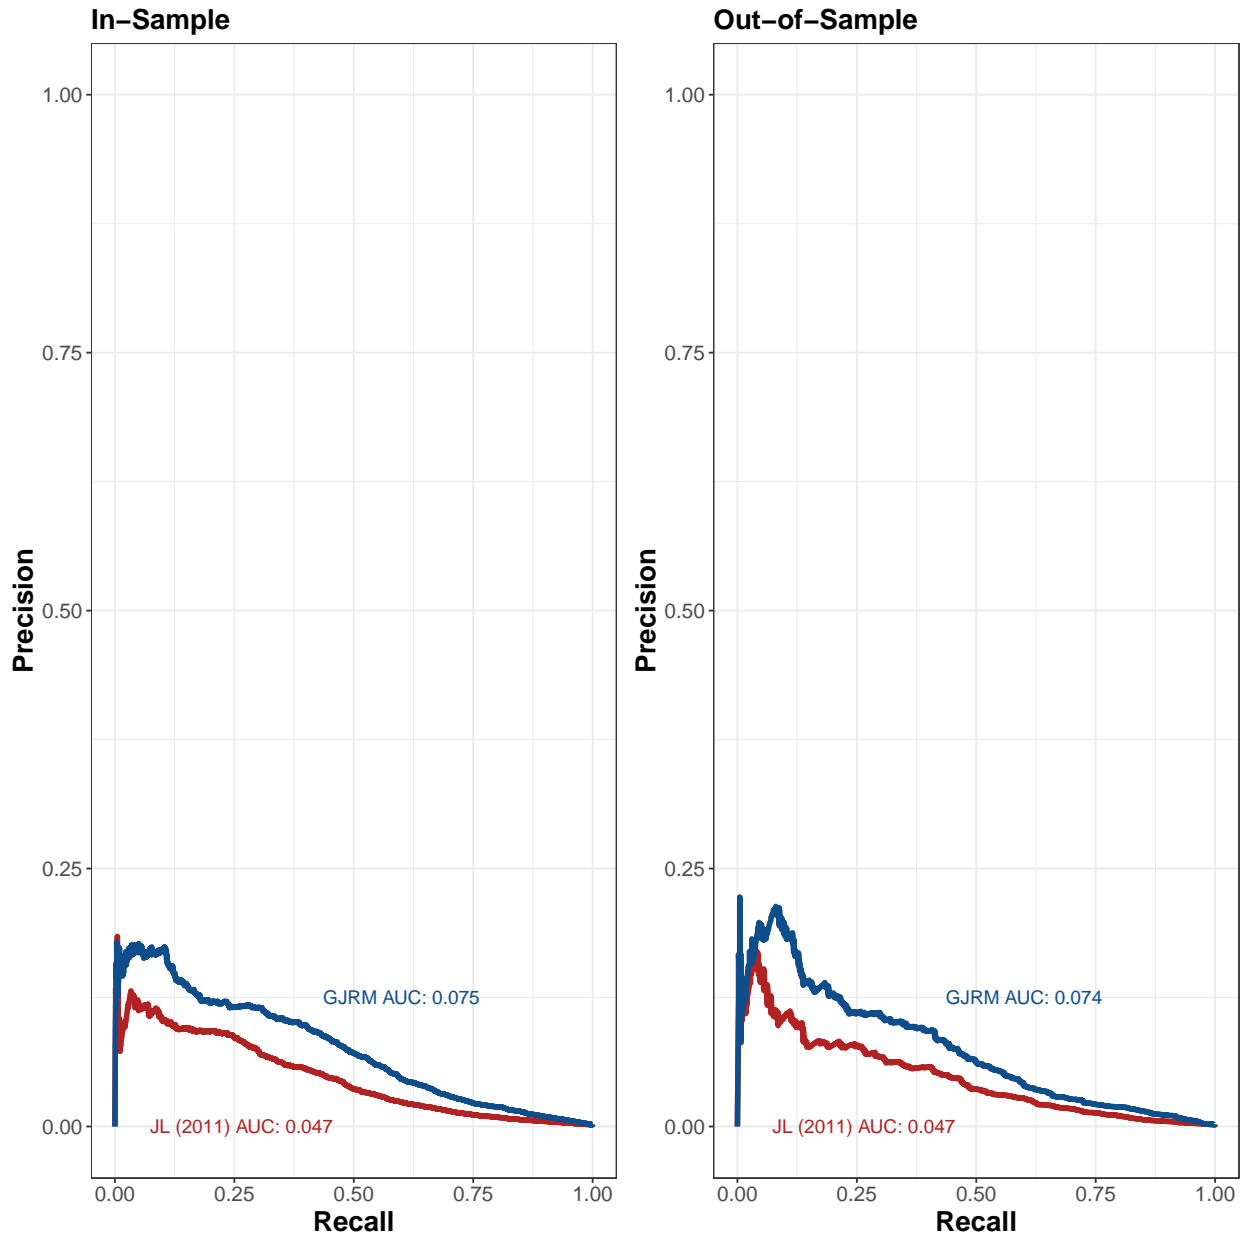 In−Sample
Out−of−Sample
Precision
1.00
0.75
0.50
0.25
0.00
GJRM AUC: 0.075
JL (2011) AUC: 0.047
0.00 0.25 0.50 0.75 1.00
Recall
Precision
1.00
0.75
0.50
0.25
0.00
GJRM AUC: 0.074
JL (2011) AUC: 0.047
0.00 0.25 0.50 0.75 1.00
Recall